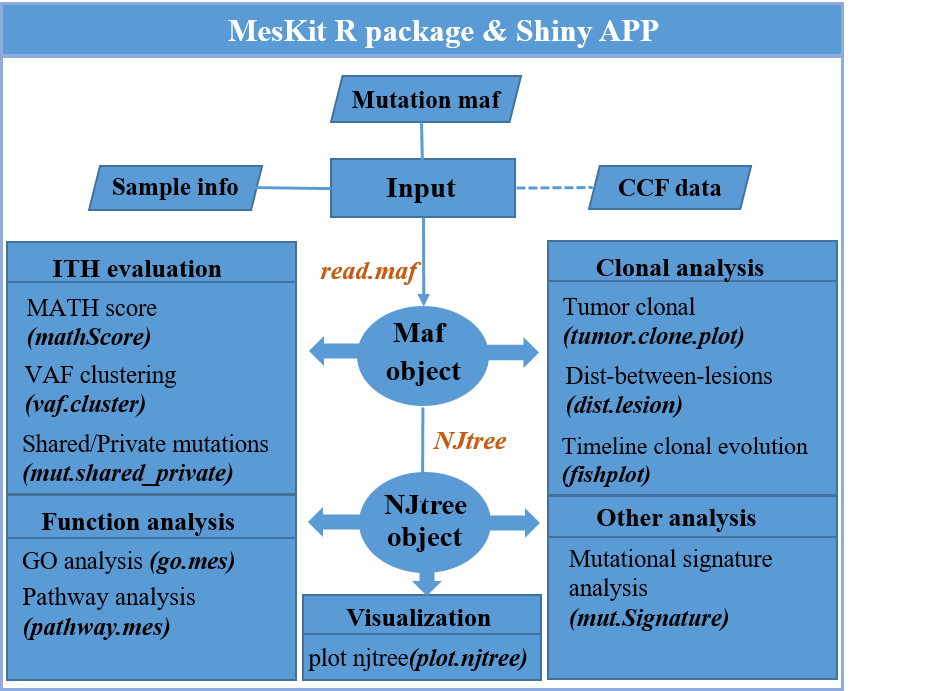 MesKit R package & Shiny APP
Mutation maf
Sample info
Input
CCF data
read.maf
ITH evaluation
MATH score
(mathScore)
VAF clustering
(vaf.cluster)
Shared/Private mutations
(mut.shared_private)
Maf
object
Clonal analysis
Tumor clonal
(tumor.clone.plot)
Dist-between-lesions
(dist.lesion)
Timeline clonal evolution
(fishplot)
NJtree
NJtree
object
Function analysis
GO analysis (go.mes)
Pathway analysis
(pathway.mes)
Other analysis
Mutational signature
analysis
(mut.Signature)
Visualization
plot njtree(plot.njtree)